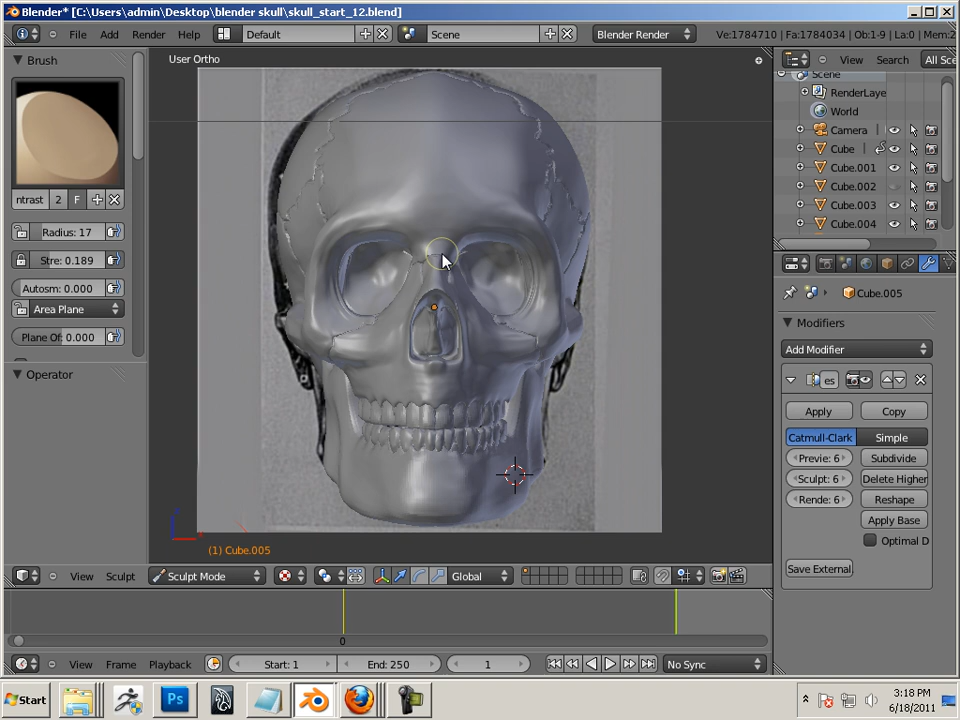 Blender* [C:\Users\admin\Desktop\blender skull\skull_start_12.blend]
File Add Render Help Default Scene Blender Render Ve:1784710 | Fa:1784034 | Ob:1-9 | La:0 | Mem:2
Brush
User Ortho
View Search All Sce
Scene
RenderLaye
World
Camera
Cube
Cube.001
Cube.002
Cube.003
Cube.004
ntrast 2 F
Radius: 17
Stre: 0.189
Autosm: 0.000
Area Plane
Plane Of: 0.000
Operator
Cube.005
Modifiers
Add Modifier
es
Apply Copy
Catmull-Clark Simple
Previe: 6 Subdivide
Sculpt: 6 Delete Higher
Rende: 6 Reshape
Apply Base
Optimal D
Save External.
(1) Cube.005
View Sculpt Sculpt Mode Global
0
View Frame Playback Start: 1 End: 250 1 No Sync
Start Ps 3:18 PM
6/18/2011